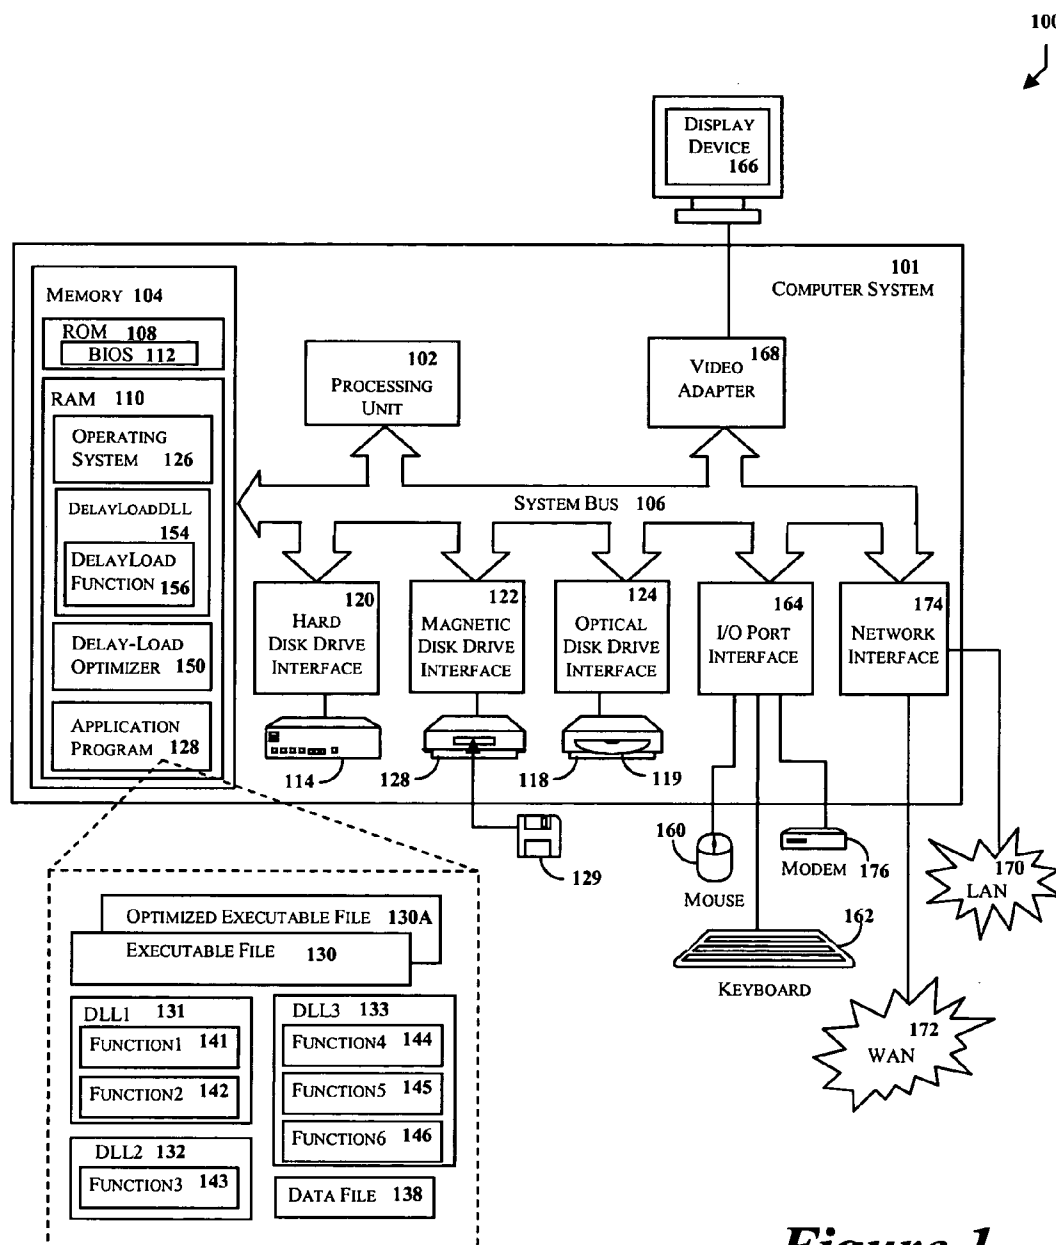 100
DISPLAY
DEVICE
166
101
COMPUTER SYSTEM
MEMORY 104
ROM 108
BIOS 112
RAM 110
OPERATING
SYSTEM 126
DELAYLOADDLL
154
DELAYLOAD
FUNCTION 156
DELAY-LOAD
OPTIMIZER 150
APPLICATION
PROGRAM 128
102
PROCESSING
UNIT
168
VIDEO
ADAPTER
SYSTEM BUS 106
120
HARD
DISK DRIVE
INTERFACE
122
MAGNETIC
DISK DRIVE
INTERFACE
124
OPTICAL
DISK DRIVE
INTERFACE
164
I/O PORT
INTERFACE
174
NETWORK
INTERFACE
114
128
118
119
129
160
MOUSE
MODEM 176
162
KEYBOARD
170
LAN
172
WAN
OPTIMIZED EXECUTABLE FILE 130A
EXECUTABLE FILE 130
DLL1 131
FUNCTION1 141
FUNCTION2 142
DLL2 132
FUNCTION3 143
DLL3 133
FUNCTION4 144
FUNCTION5 145
FUNCTION6 146
DATA FILE 138
Figure 1